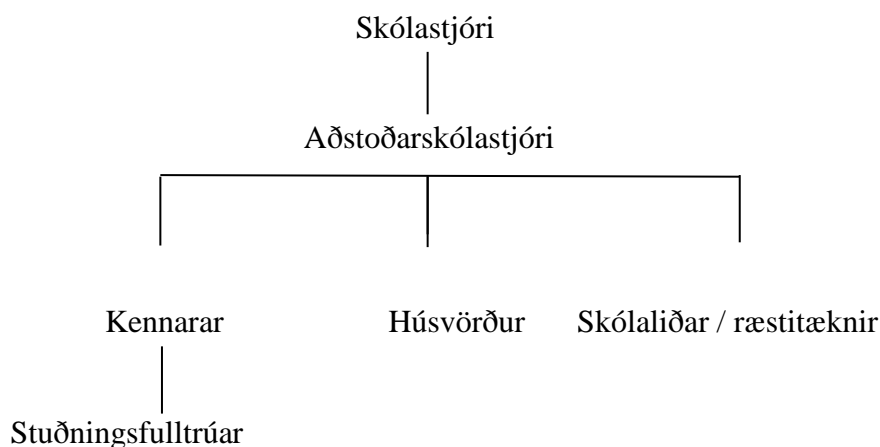 Skólastjóri
Aðstoðarskólastjóri
Kennarar Húsvörður Skólaliðar / ræstitæknir
Stuðningsfulltrúar